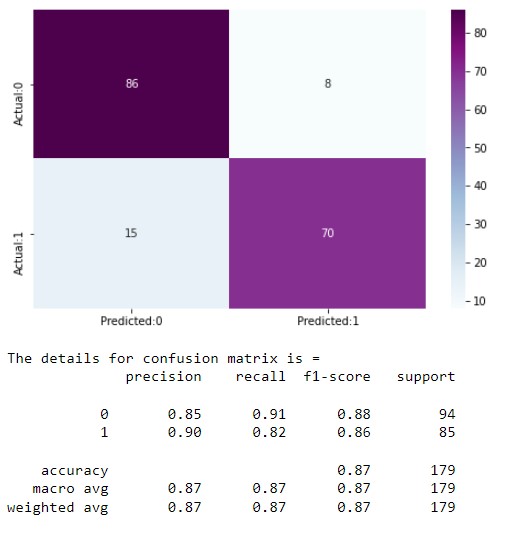 80
70
60
50
40
30
20
10
Actual:0
86 8
Actual:1
15 70
Predicted:0 Predicted:1
The details for confusion matrix is =
precision recall f1-score support
0 0.85 0.91 0.88 94
1 0.90 0.82 0.86 85
accuracy 0.87 179
macro avg 0.87 0.87 0.87 179
weighted avg 0.87 0.87 0.87 179